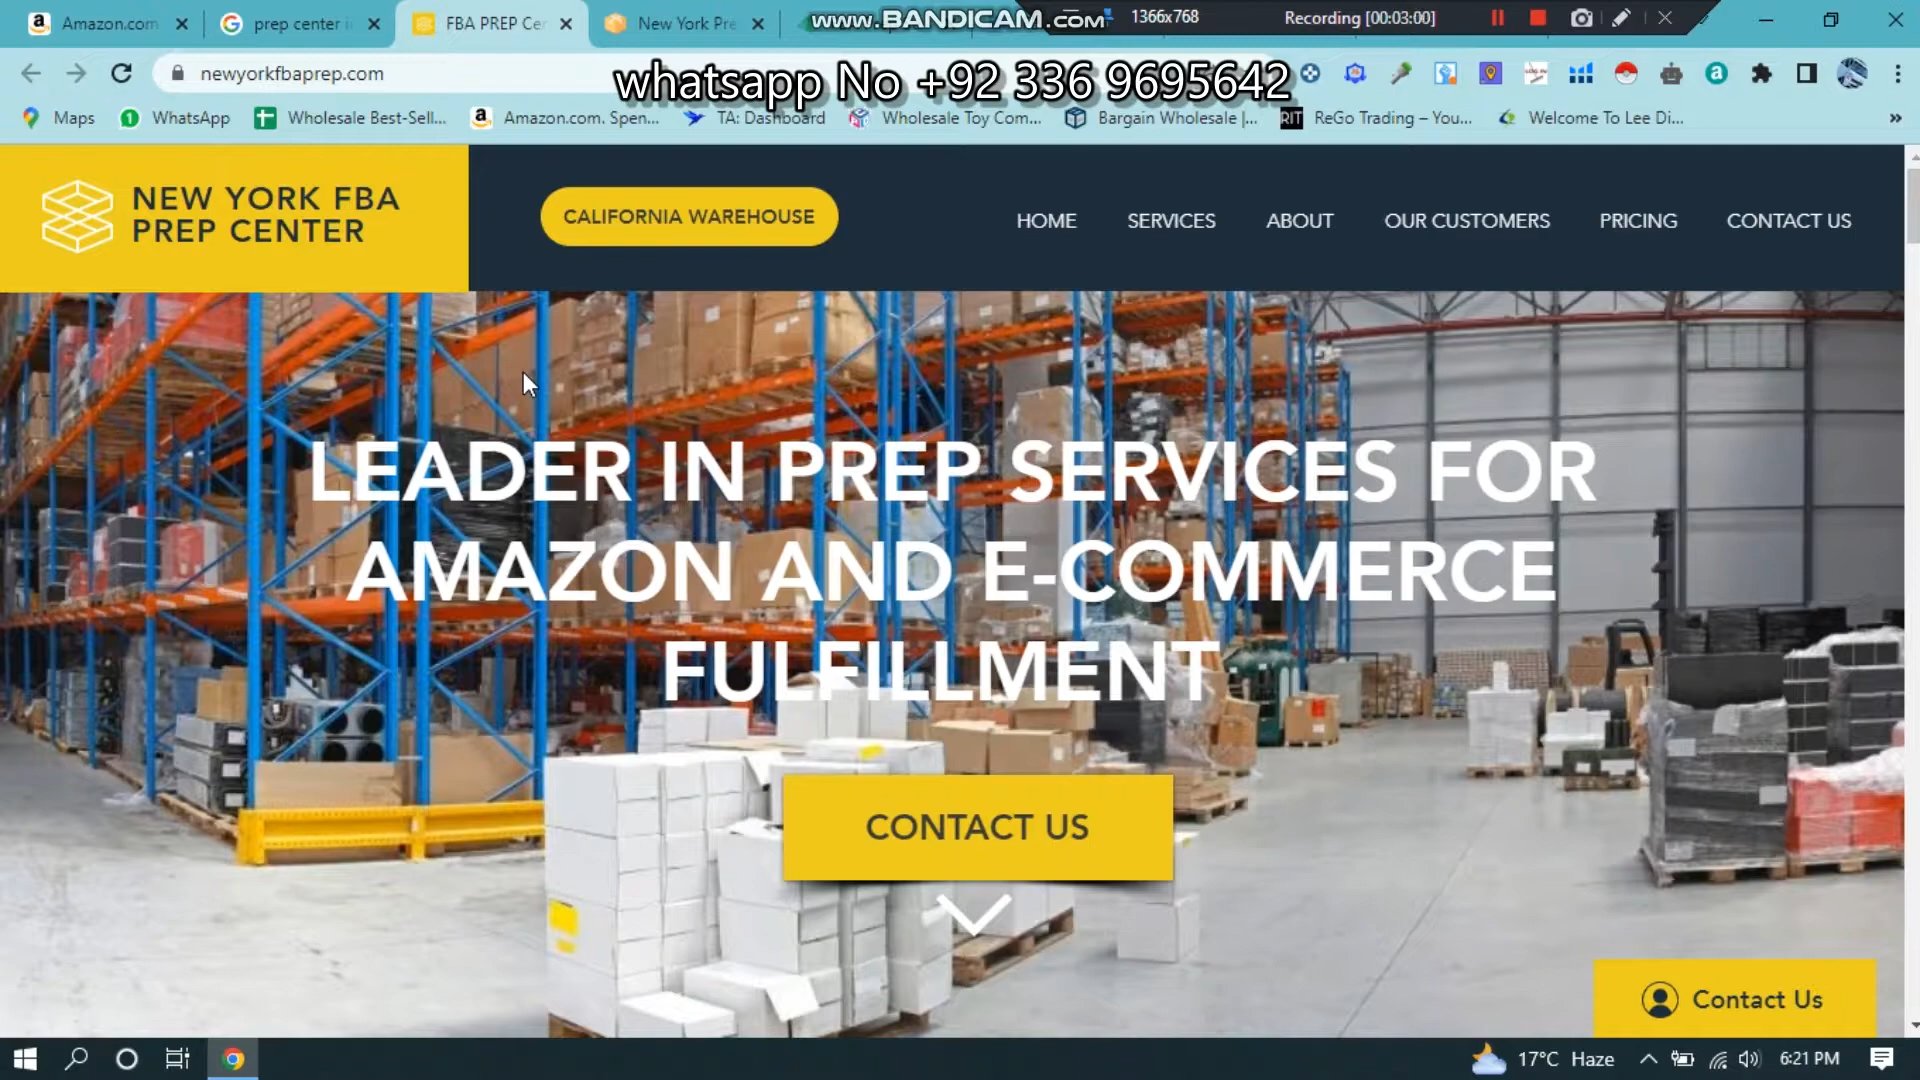 Amazon.com
prep center i
FBA PREP Cer
New York Pre
www.BANDICAM.com
1366x768
Recording [00:03:00]
newyorkfbaprep.com
whatsapp No +92 336 9695642
Maps
WhatsApp
Wholesale Best-Sell...
Amazon.com. Spen...
TA: Dashboard
Wholesale Toy Com...
Bargain Wholesale |...
RIT
ReGo Trading – You...
Welcome To Lee Di...
»
NEW YORK FBA
PREP CENTER
CALIFORNIA WAREHOUSE
HOME
SERVICES
ABOUT
OUR CUSTOMERS
PRICING
CONTACT US
LEADER IN PREP SERVICES FOR
AMAZON AND E-COMMERCE
FULFILLMENT
CONTACT US
Contact Us
17°C Haze
6:21 PM